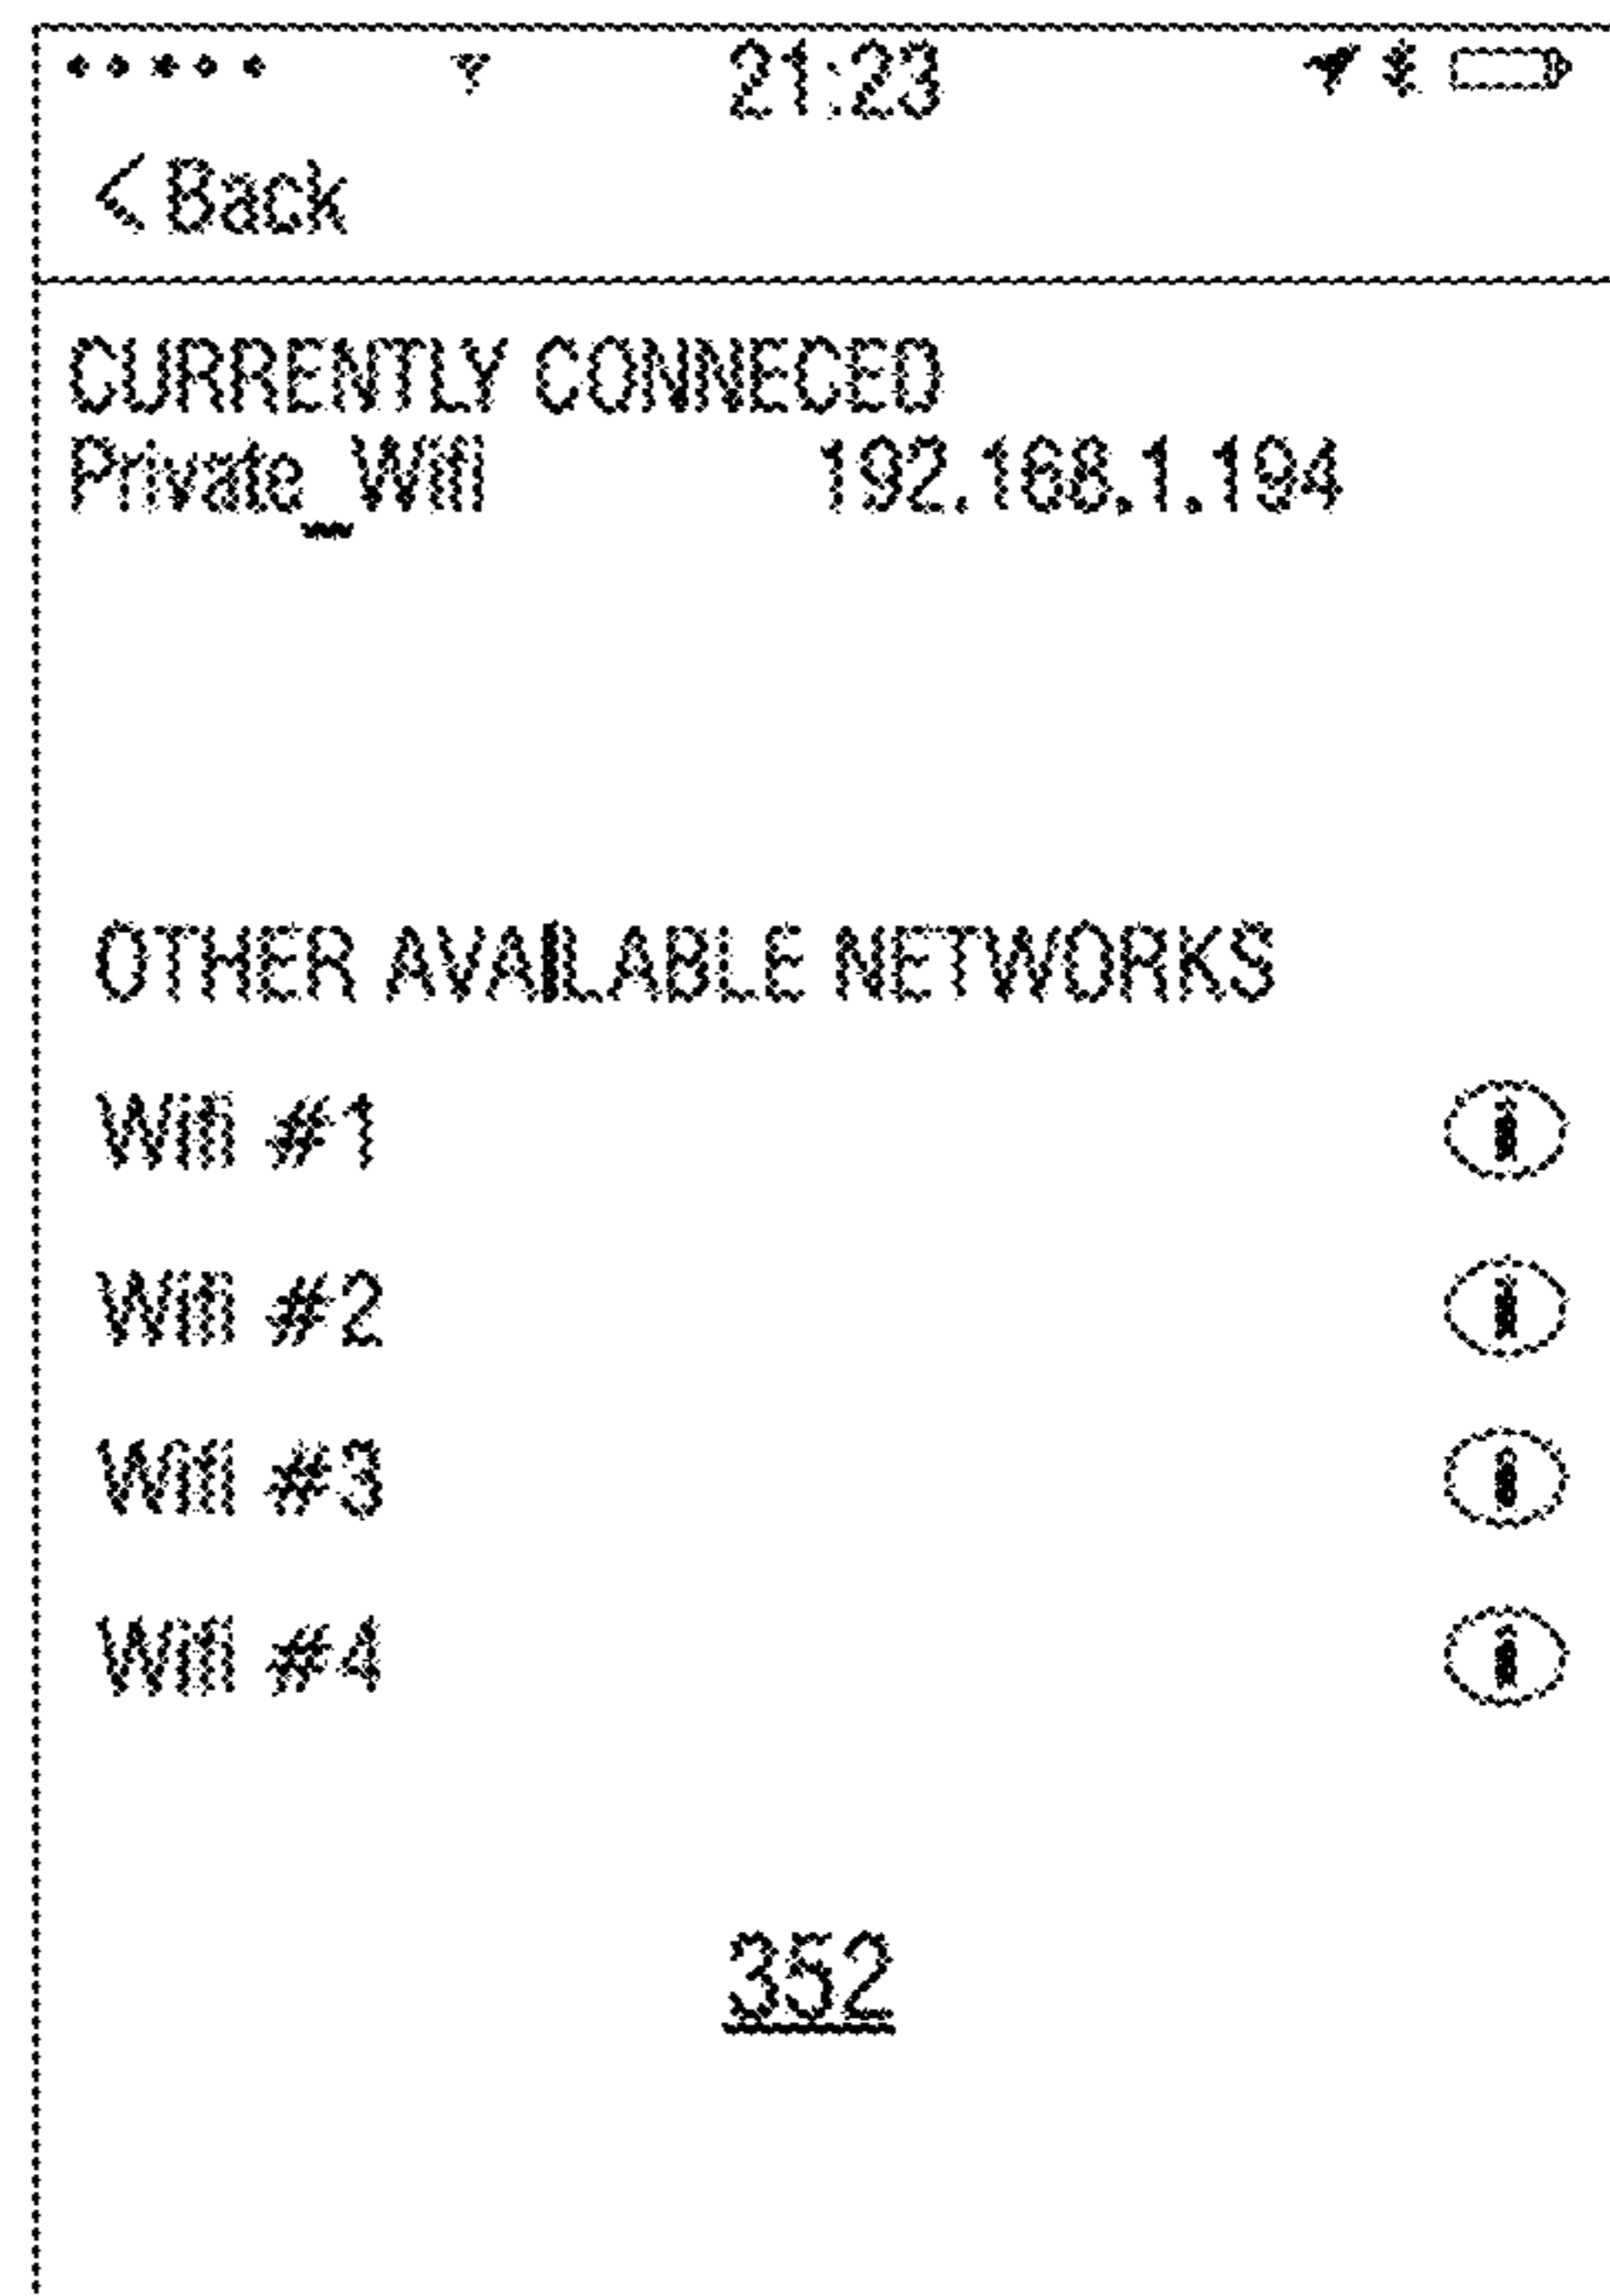 21:23
<Back
CURRENTLY CONNECED
Private_Wifi 192.168.1.194
OTHER AVAILABLE NETWORKS
Wifi #1 i
Wifi #2 i
Wifi #3 i
Wifi #4 i
352